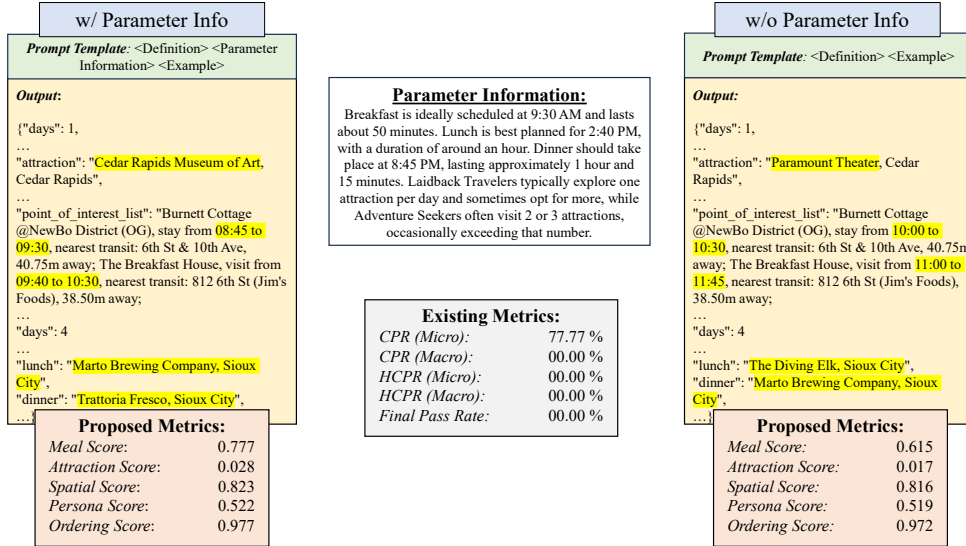 w/ Parameter Info
Prompt Template: <Definition> <Parameter
Information> <Example>
Output:
{"days": 1,
…
"attraction": "Cedar Rapids Museum of Art,
Cedar Rapids",
…
"point_of_interest_list": "Burnett Cottage
@NewBo District (OG), stay from 08:45 to
09:30, nearest transit: 6th St & 10th Ave,
40.75m away; The Breakfast House, visit from
09:40 to 10:30, nearest transit: 812 6th St (Jim's
Foods), 38.50m away;
…
"days": 4
…
"lunch": "Marto Brewing Company, Sioux
City",
"dinner": "Trattoria Fresco, Sioux City",
…}
Proposed Metrics:
Meal Score: 0.777
Attraction Score: 0.028
Spatial Score: 0.823
Persona Score: 0.522
Ordering Score: 0.977
Parameter Information:
Breakfast is ideally scheduled at 9:30 AM and lasts
about 50 minutes. Lunch is best planned for 2:40 PM,
with a duration of around an hour. Dinner should take
place at 8:45 PM, lasting approximately 1 hour and
15 minutes. Laidback Travelers typically explore one
attraction per day and sometimes opt for more, while
Adventure Seekers often visit 2 or 3 attractions,
occasionally exceeding that number.
Existing Metrics:
CPR (Micro): 77.77 %
CPR (Macro) 00.00 %
HCPR (Micro): 00.00 %
HCPR (Macro): 00.00 %
Final Pass Rate: 00.00 %
w/o Parameter Info
Prompt Template: <Definition> <Example>
Output:
{"days": 1,
…
"attraction": "Paramount Theater, Cedar
Rapids",
…
"point_of_interest_list": "Burnett Cottage
@NewBo District (OG), stay from 10:00 to
10:30, nearest transit: 6th St & 10th Ave, 40.75m
away; The Breakfast House, visit from 11:00 to
11:45, nearest transit: 812 6th St (Jim's Foods),
38.50m away;
…
"days": 4
…
"lunch": "The Diving Elk, Sioux City",
"dinner": "Marto Brewing Company, Sioux
City",
…}
Proposed Metrics:
Meal Score: 0.615
Attraction Score: 0.017
Spatial Score: 0.816
Persona Score: 0.519
Ordering Score: 0.972